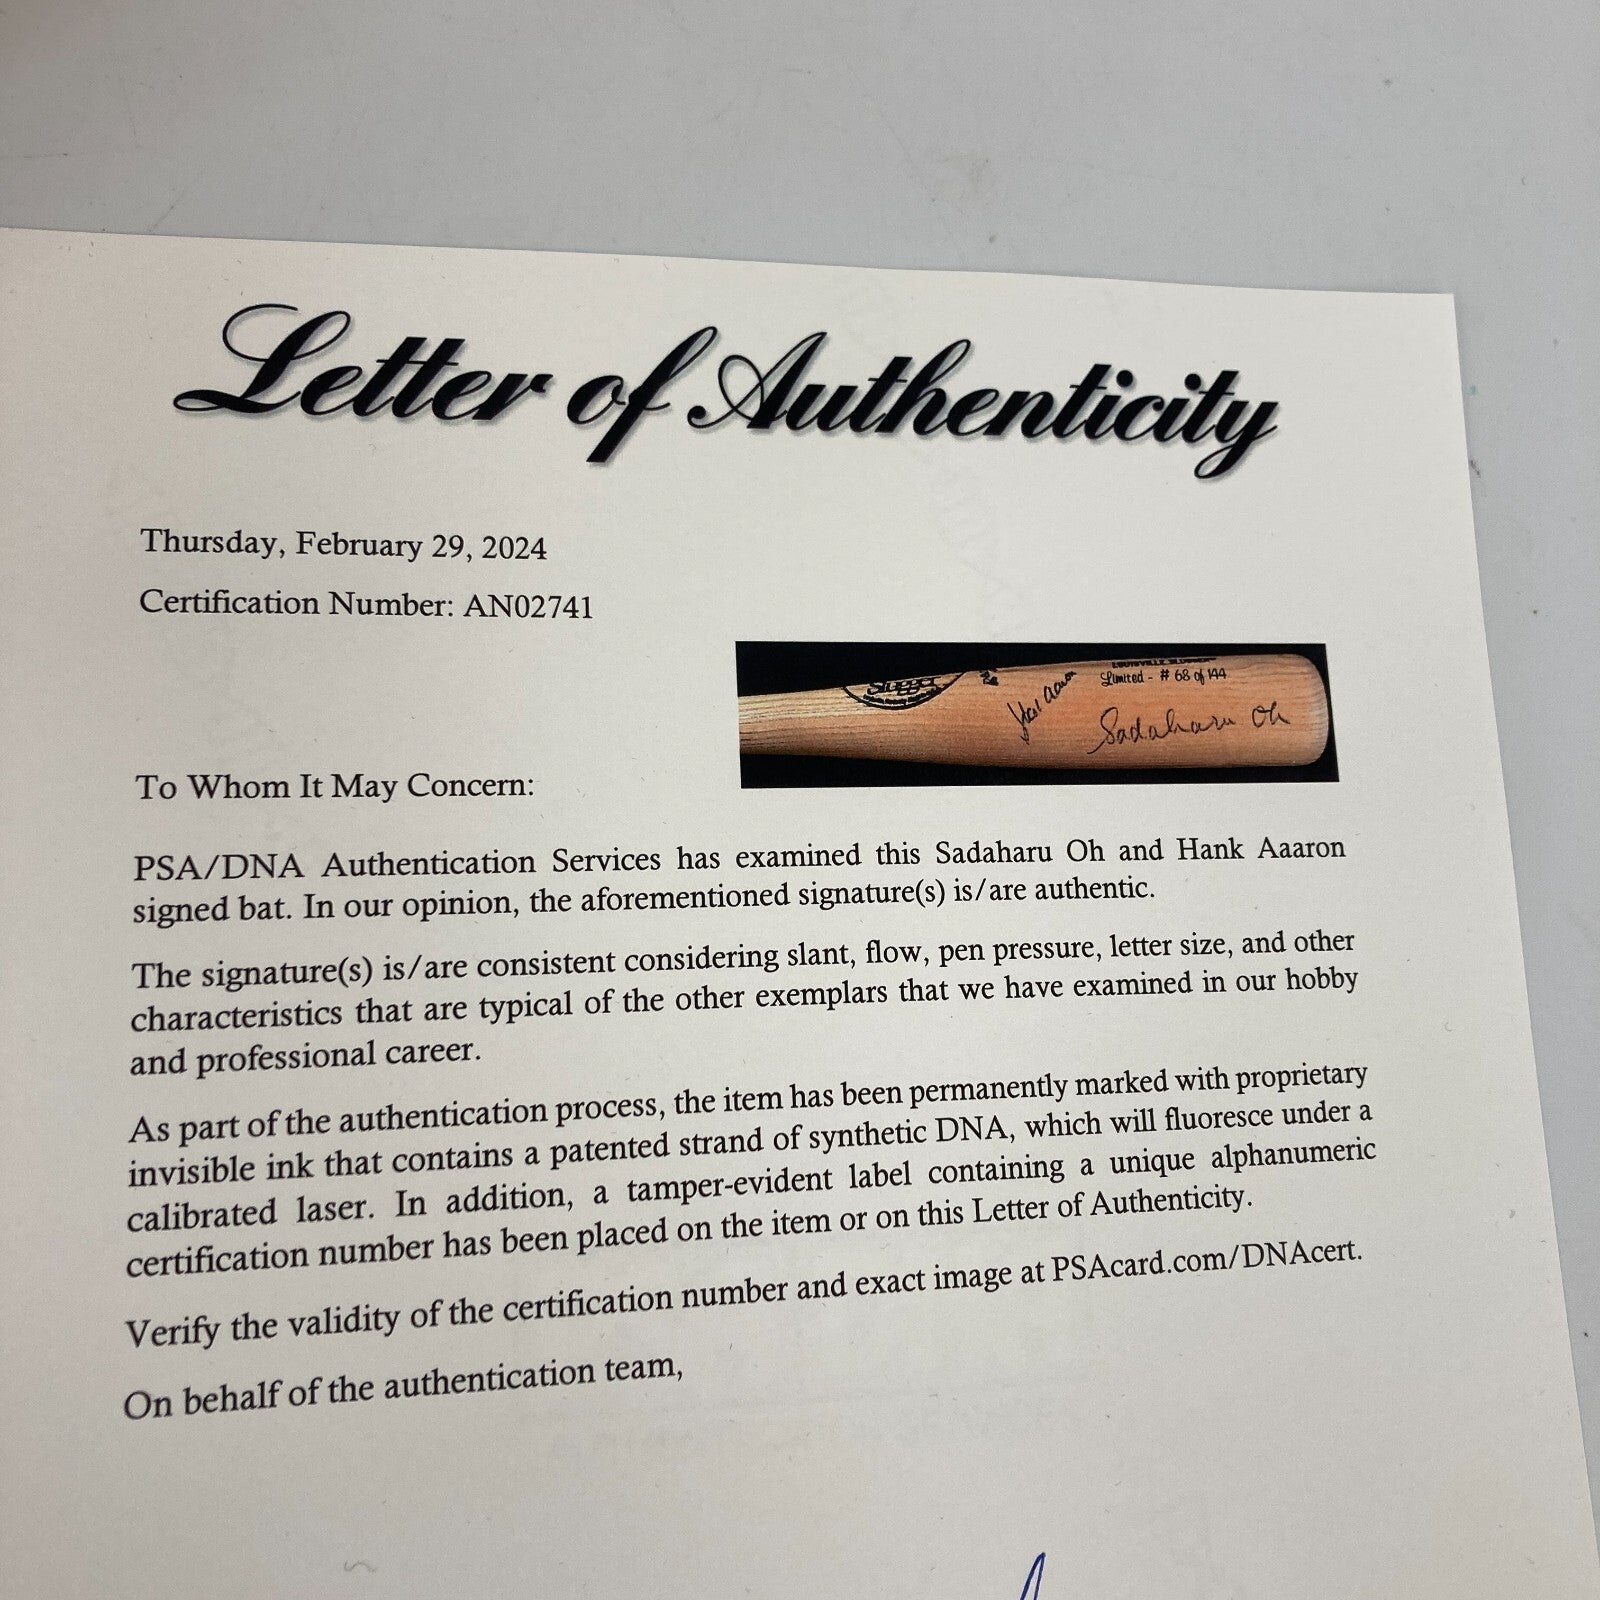 Letter of Authenticity
Thursday, February 29, 2024
Certification Number: AN02741
Slugger
Hank Aaron
Limited - # 68 of 144
Sadaharu Oh
To Whom It May Concern:
PSA/DNA Authentication Services has examined this Sadaharu Oh and Hank Aaaron
signed bat. In our opinion, the aforementioned signature(s) is/are authentic.
The signature(s) is/are consistent considering slant, flow, pen pressure, letter size, and other
characteristics that are typical of the other exemplars that we have examined in our hobby
and professional career.
As part of the authentication process, the item has been permanently marked with proprietary
invisible ink that contains a patented strand of synthetic DNA, which will fluoresce under a
calibrated laser. In addition, a tamper-evident label containing a unique alphanumeric
certification number has been placed on the item or on this Letter of Authenticity.
Verify the validity of the certification number and exact image at PSAcard.com/DNAcert.
On behalf of the authentication team,